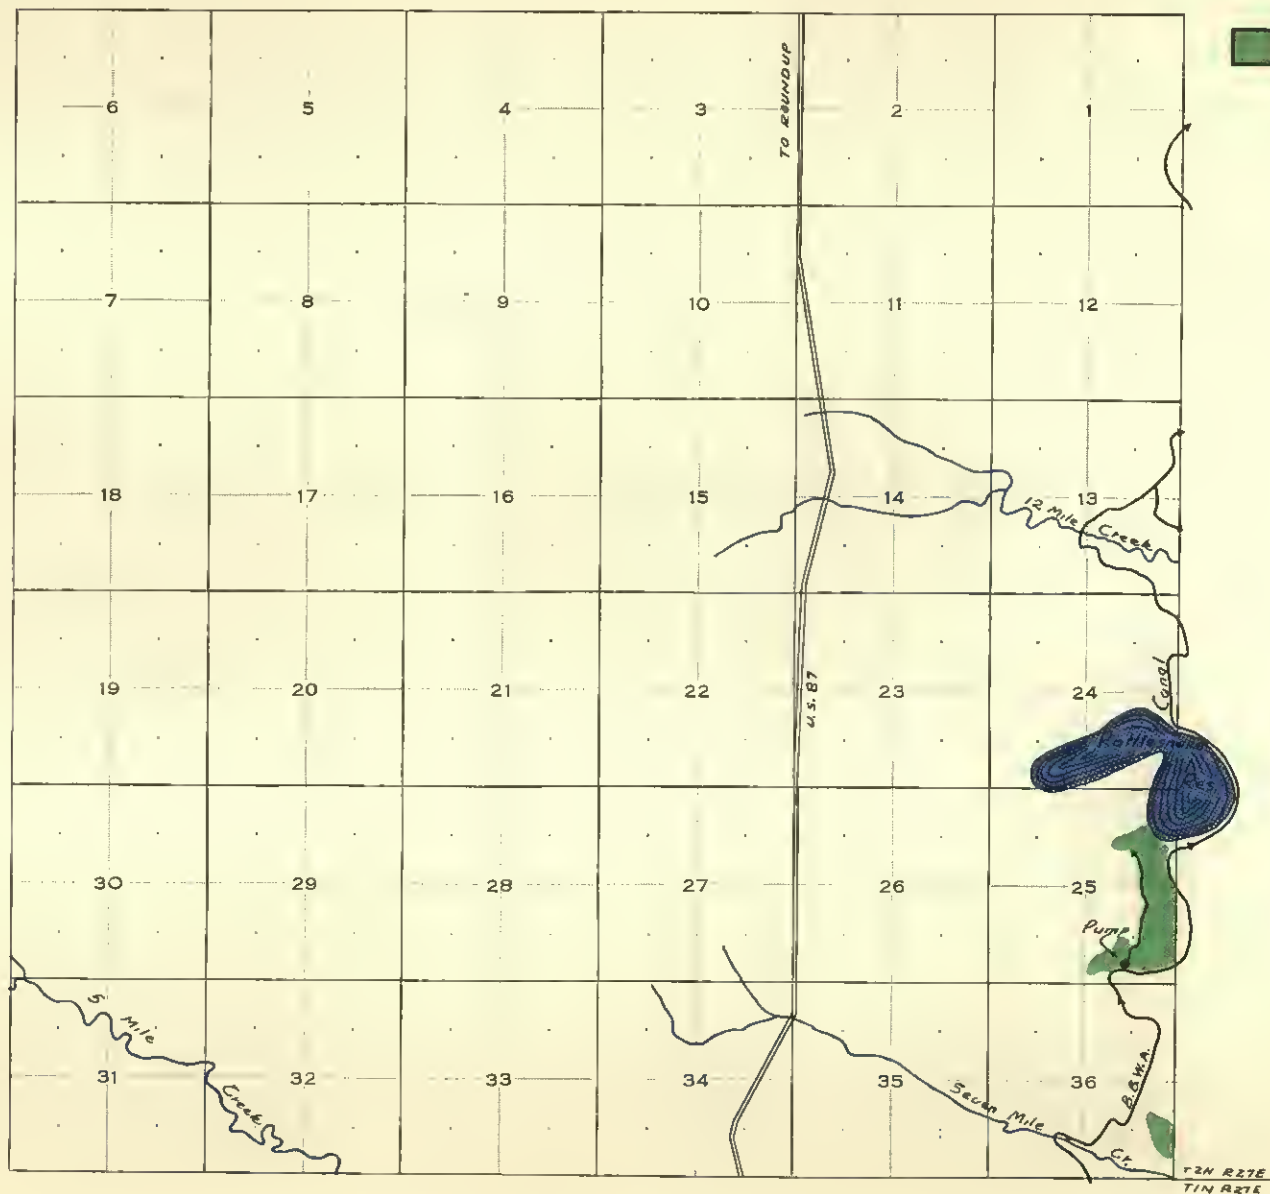 6 5 4 3 2 1
TO ROUNDUP
7 8 9 10 11 12
18 17 16 15 14 13
12 Mile Creek
19 20 21 22 23 24
U.S. 87
Canal
Rattlesnake
Res.
30 29 28 27 26 25
Pump
5 Mile
Creek
31 32 33 34 35 36
B.B.W.A.
Seven Mile
Cr.
T2N R27E
T1N R27E